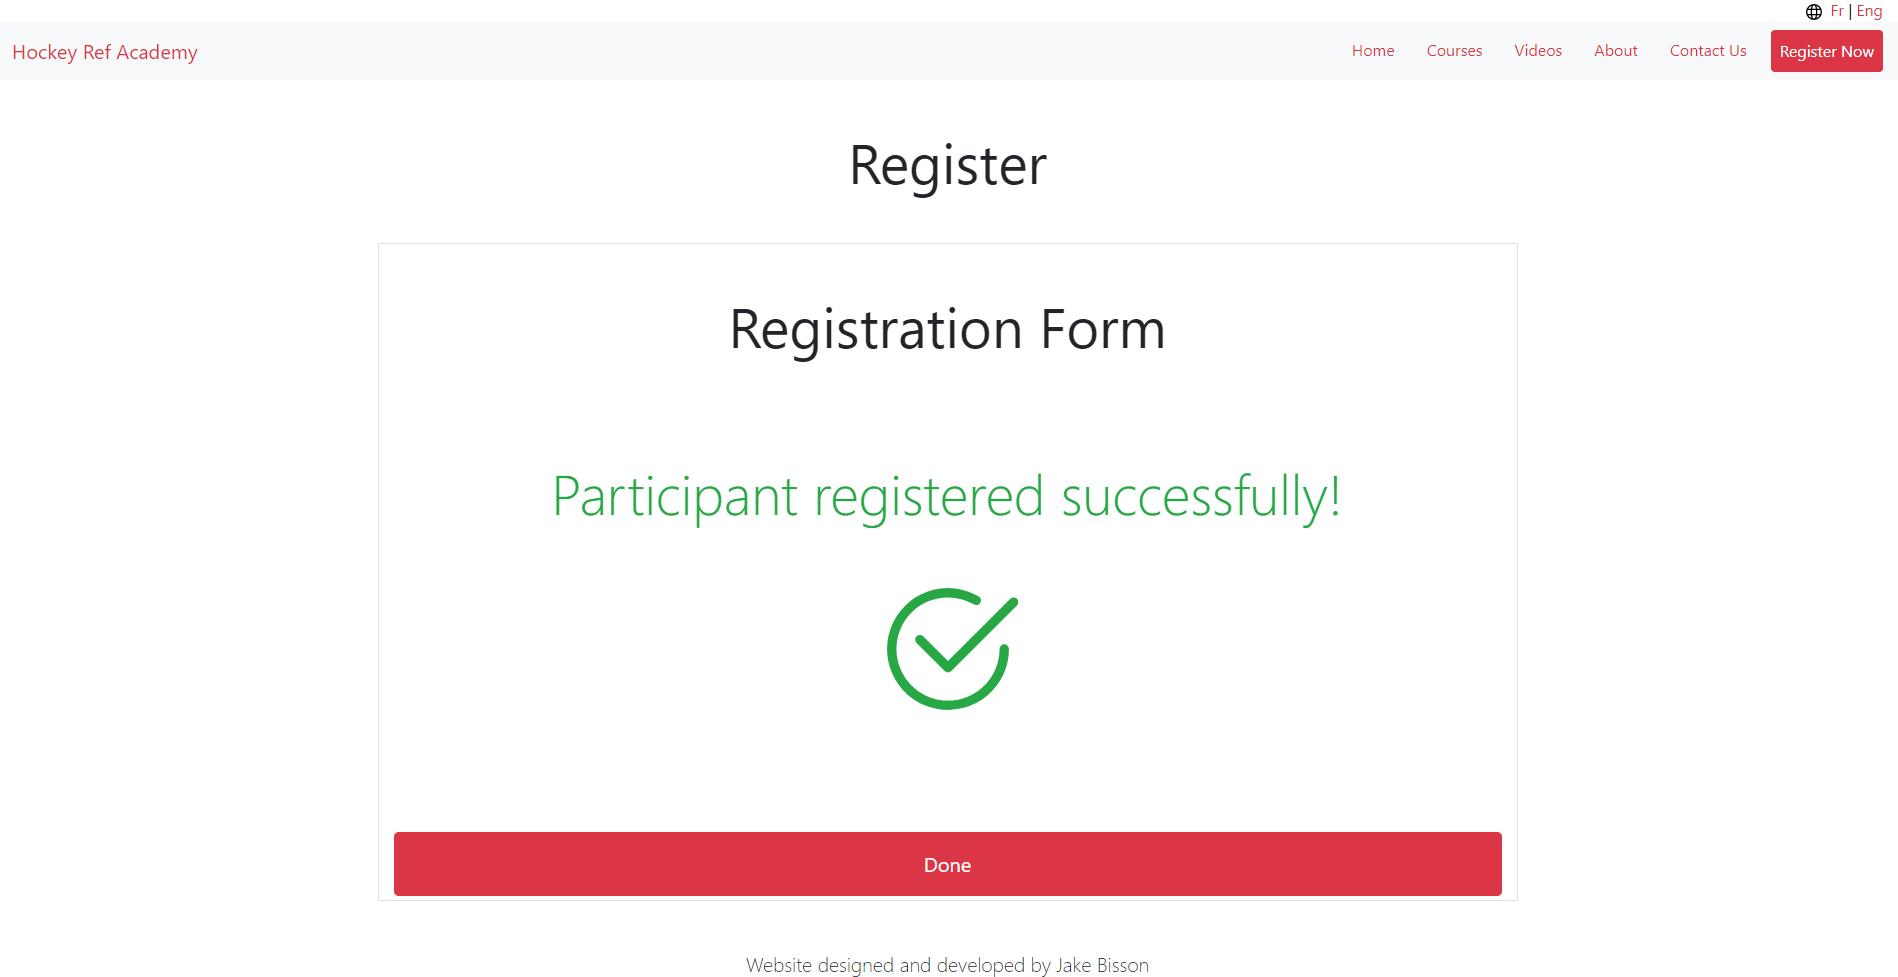 Fr | Eng
Hockey Ref Academy Home Courses Videos About Contact Us Register Now
Register
Registration Form
Participant registered successfully!
Done
Website designed and developed by Jake Bisson